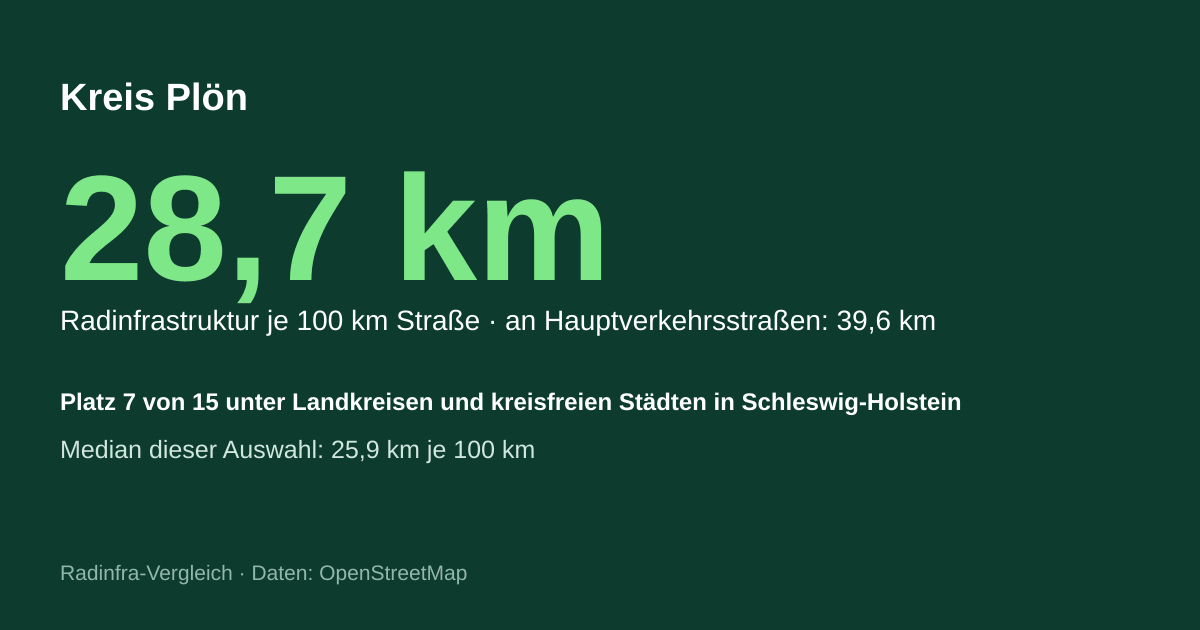 Kreis Plön
28,7 km
Radinfrastruktur je 100 km Straße · an Hauptverkehrsstraßen: 39,6 km
Platz 7 von 15 unter Landkreisen und kreisfreien Städten in Schleswig-Holstein
Median dieser Auswahl: 25,9 km je 100 km
Radinfra-Vergleich · Daten: OpenStreetMap